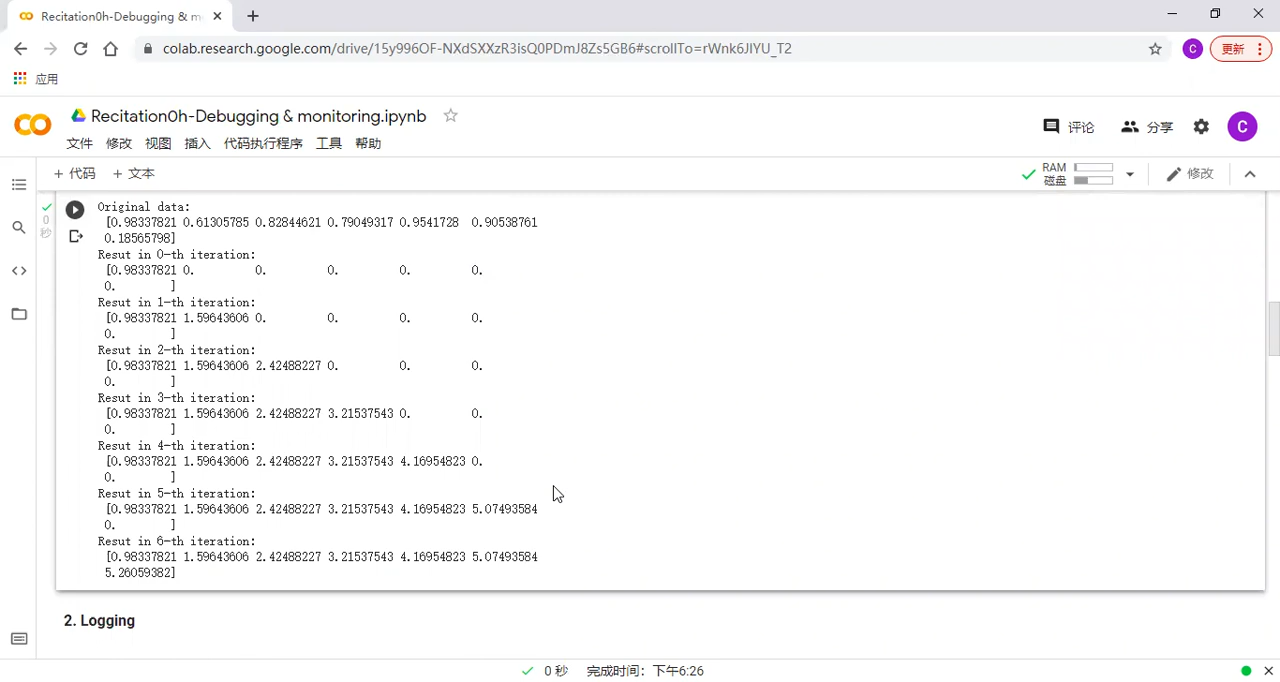 Recitation0h-Debugging & m
colab.research.google.com/drive/15y996OF-NXdSXXzR3isQ0PDmJ8Zs5GB6#scrollTo=rWnk6JIYU_T2
C
更新
应用
Recitation0h-Debugging & monitoring.ipynb
评论
分享
C
文件 修改 视图 插入 代码执行程序 工具 帮助
+ 代码 + 文本
RAM
磁盘
修改
0
秒
Original data:
[0.98337821 0.61305785 0.82844621 0.79049317 0.9541728 0.90538761
0.18565798]
Resut in 0-th iteration:
[0.98337821 0. 0. 0. 0. 0.
0. ]
Resut in 1-th iteration:
[0.98337821 1.59643606 0. 0. 0. 0.
0. ]
Resut in 2-th iteration:
[0.98337821 1.59643606 2.42488227 0. 0. 0.
0. ]
Resut in 3-th iteration:
[0.98337821 1.59643606 2.42488227 3.21537543 0. 0.
0. ]
Resut in 4-th iteration:
[0.98337821 1.59643606 2.42488227 3.21537543 4.16954823 0.
0. ]
Resut in 5-th iteration:
[0.98337821 1.59643606 2.42488227 3.21537543 4.16954823 5.07493584
0. ]
Resut in 6-th iteration:
[0.98337821 1.59643606 2.42488227 3.21537543 4.16954823 5.07493584
5.26059382]
2. Logging
0 秒 完成时间: 下午6:26